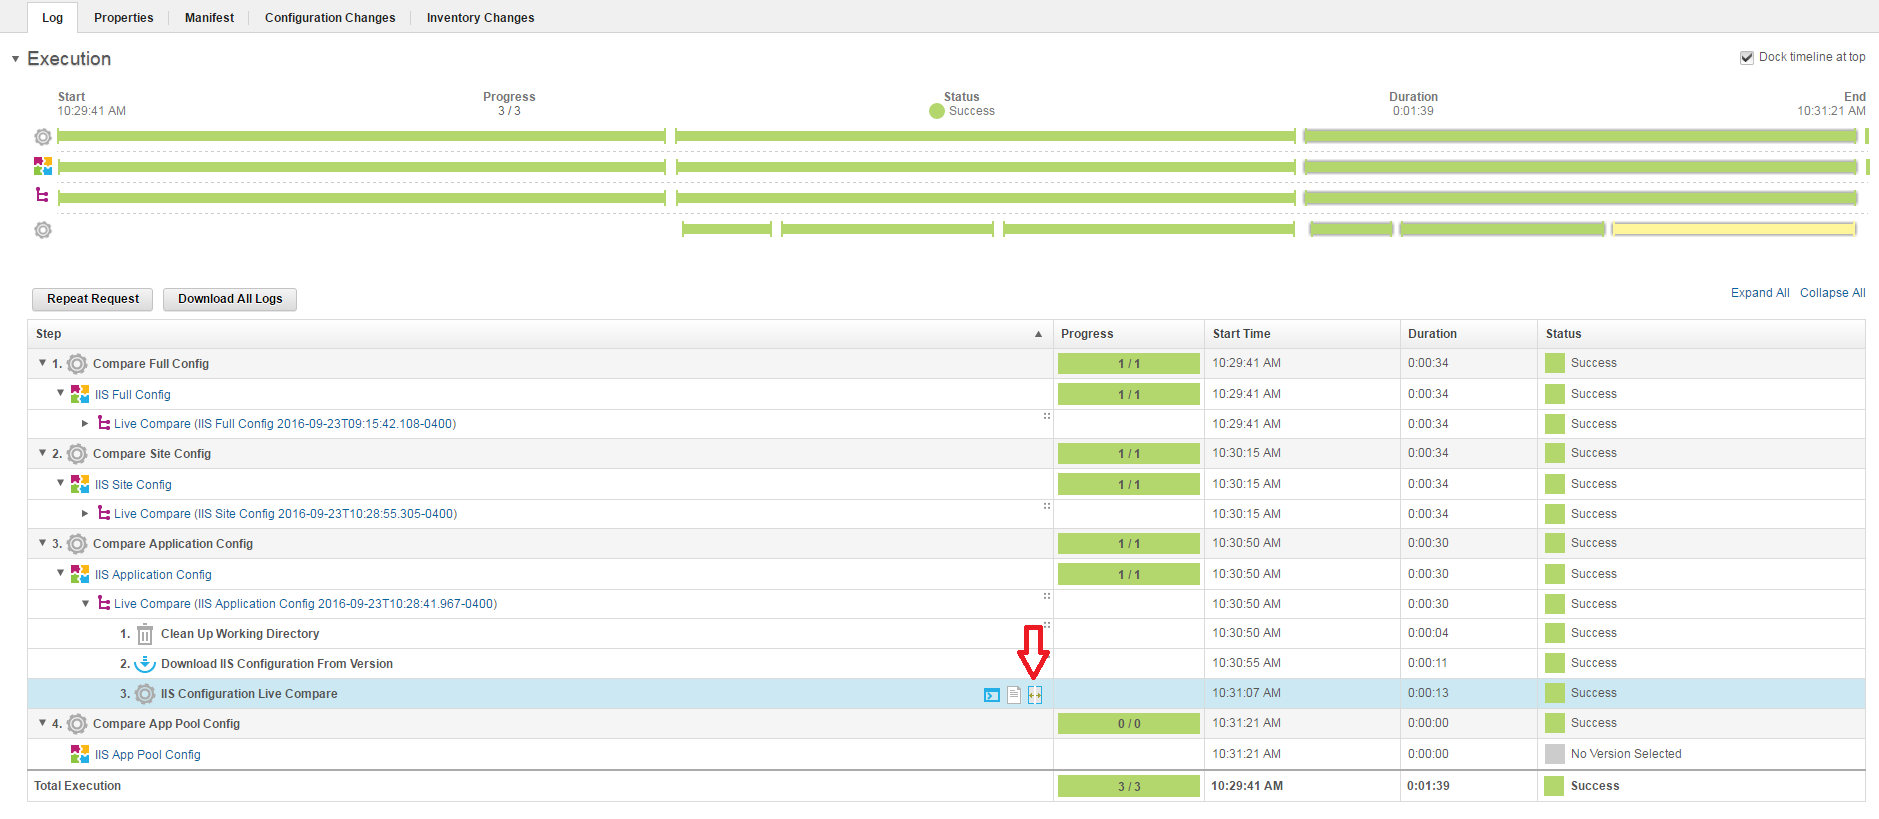 Log Properties Manifest Configuration Changes Inventory Changes
Execution
Dock timeline at top
Start Progress Status Duration End
10:29:41 AM 3 / 3 Success 0:01:39 10:31:21 AM
Repeat Request Download All Logs Expand All Collapse All
Step Progress Start Time Duration Status
1. Compare Full Config 1 / 1 10:29:41 AM 0:00:34 Success
IIS Full Config 1 / 1 10:29:41 AM 0:00:34 Success
Live Compare (IIS Full Config 2016-09-23T09:15:42.108-0400) 10:29:41 AM 0:00:34 Success
2. Compare Site Config 1 / 1 10:30:15 AM 0:00:34 Success
IIS Site Config 1 / 1 10:30:15 AM 0:00:34 Success
Live Compare (IIS Site Config 2016-09-23T10:28:55.305-0400) 10:30:15 AM 0:00:34 Success
3. Compare Application Config 1 / 1 10:30:50 AM 0:00:30 Success
IIS Application Config 1 / 1 10:30:50 AM 0:00:30 Success
Live Compare (IIS Application Config 2016-09-23T10:28:41.967-0400) 10:30:50 AM 0:00:30 Success
1. Clean Up Working Directory 10:30:50 AM 0:00:04 Success
2. Download IIS Configuration From Version 10:30:55 AM 0:00:11 Success
3. IIS Configuration Live Compare 10:31:07 AM 0:00:13 Success
4. Compare App Pool Config 0 / 0 10:31:21 AM 0:00:00 Success
IIS App Pool Config 10:31:21 AM 0:00:00 No Version Selected
Total Execution 3 / 3 10:29:41 AM 0:01:39 Success